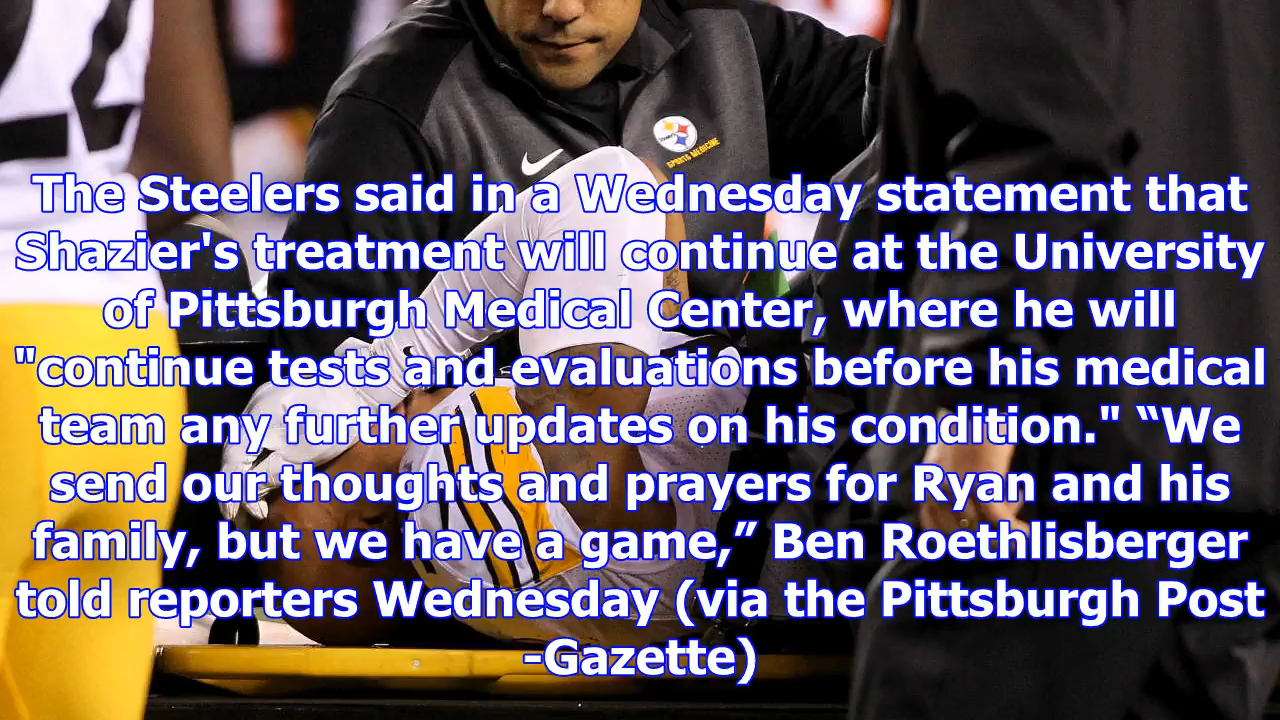 SPORTS MEDICINE
The Steelers said in a Wednesday statement that
Shazier's treatment will continue at the University
of Pittsburgh Medical Center, where he will
"continue tests and evaluations before his medical
team any further updates on his condition." “We
send our thoughts and prayers for Ryan and his
family, but we have a game,” Ben Roethlisberger
told reporters Wednesday (via the Pittsburgh Post
-Gazette)